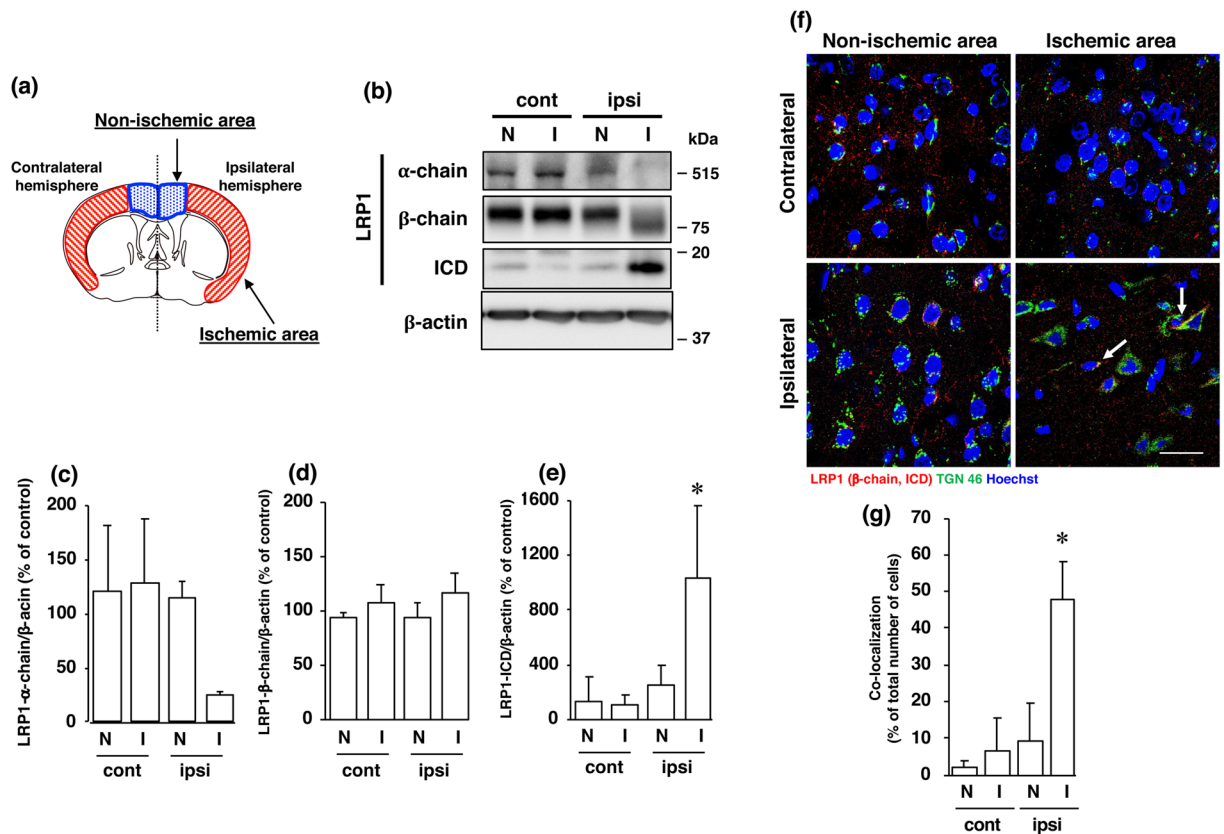 (a)
Non-ischemic area
Contralateral
hemisphere
Ipsilateral
hemisphere
Ischemic area
(b)
cont ipsi
N I N I kDa
LRP1
α-chain - 515
β-chain - 75
- 20
ICD
β-actin
- 37
(c)
LRP1-α-chain/β-acin (% of control)
200
150
100
50
0
N I N I
cont ipsi
(d)
LRP1-β-chain/β-actin (% of control)
200
150
100
50
0
N I N I
cont ipsi
(e)
LRP1-ICD/β-actin (% of control)
1600
1200
800
400
0
*
N I N I
cont ipsi
(f)
Non-ischemic area Ischemic area
Contralateral
Ipsilateral
LRP1 (β-chain, ICD) TGN 46 Hoechst
(g)
Co-localization
(% of total number of cells)
70
60
50
40
30
20
10
0
*
N I N I
cont ipsi